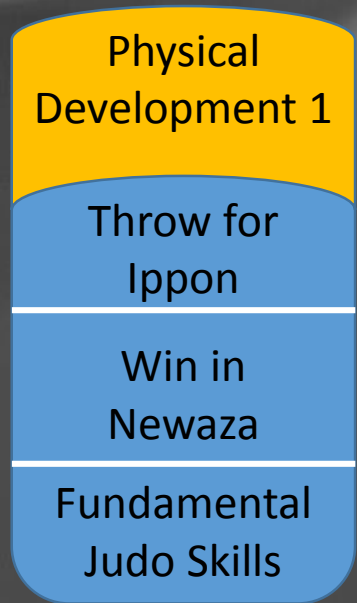 Physical
Development 1
Throw for
Ippon
Win in
Newaza
Fundamental
Judo Skills